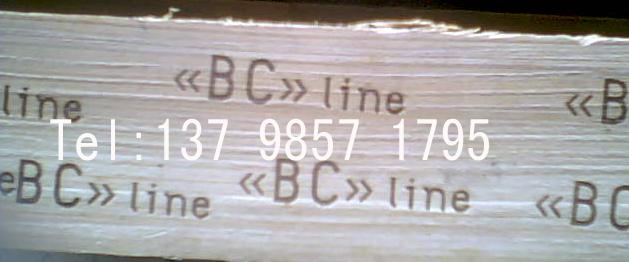 «BC» line «B
line
Tel:137 9857 1795
eBC» line «BC» line «BC